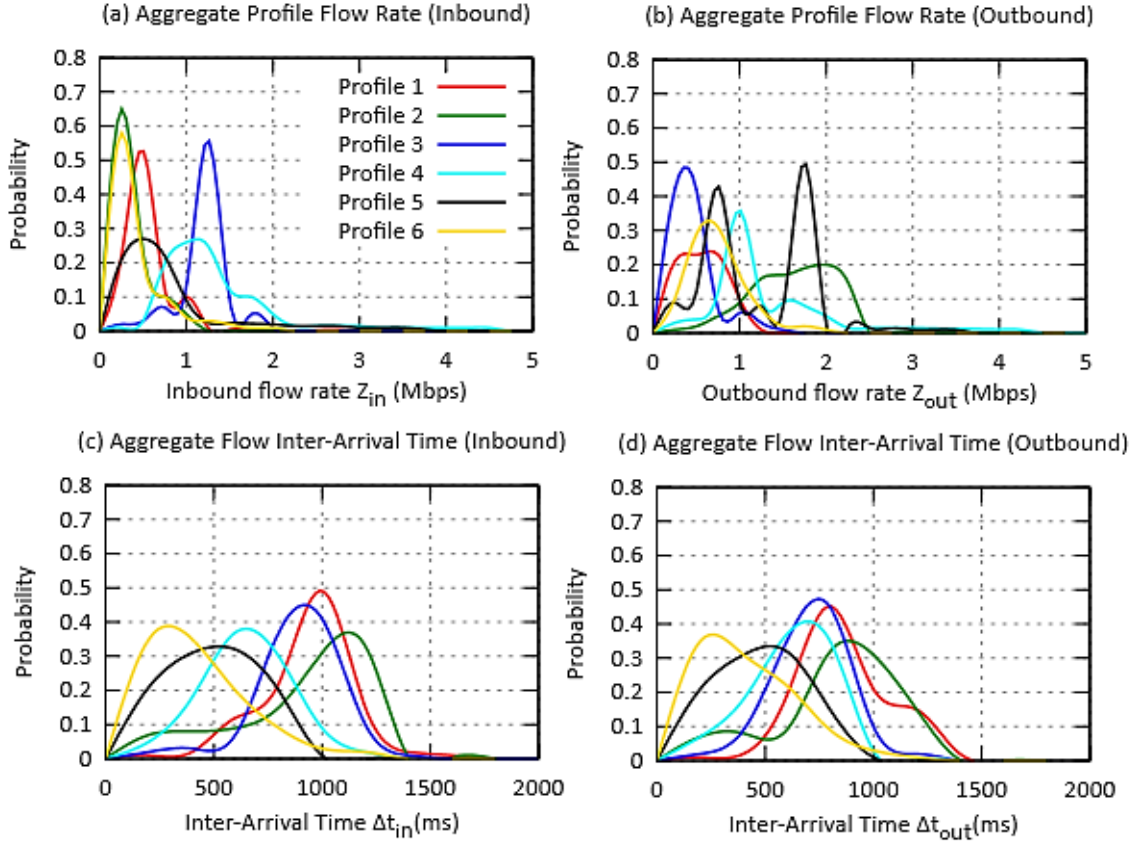 (a) Aggregate Profile Flow Rate (Inbound)
0.8
0.7
0.6
0.5
0.4
0.3
0.2
0.1
0
Probability
Profile 1
Profile 2
Profile 3
Profile 4
Profile 5
Profile 6
0 1 2 3 4 5
Inbound flow rate Z_in (Mbps)
(b) Aggregate Profile Flow Rate (Outbound)
0.8
0.7
0.6
0.5
0.4
0.3
0.2
0.1
0
Probability
0 1 2 3 4 5
Outbound flow rate Z_out (Mbps)
(c) Aggregate Flow Inter-Arrival Time (Inbound)
0.8
0.7
0.6
0.5
0.4
0.3
0.2
0.1
0
Probability
0 500 1000 1500 2000
Inter-Arrival Time Δt_in(ms)
(d) Aggregate Flow Inter-Arrival Time (Outbound)
0.8
0.7
0.6
0.5
0.4
0.3
0.2
0.1
0
Probability
0 500 1000 1500 2000
Inter-Arrival Time Δt_out(ms)